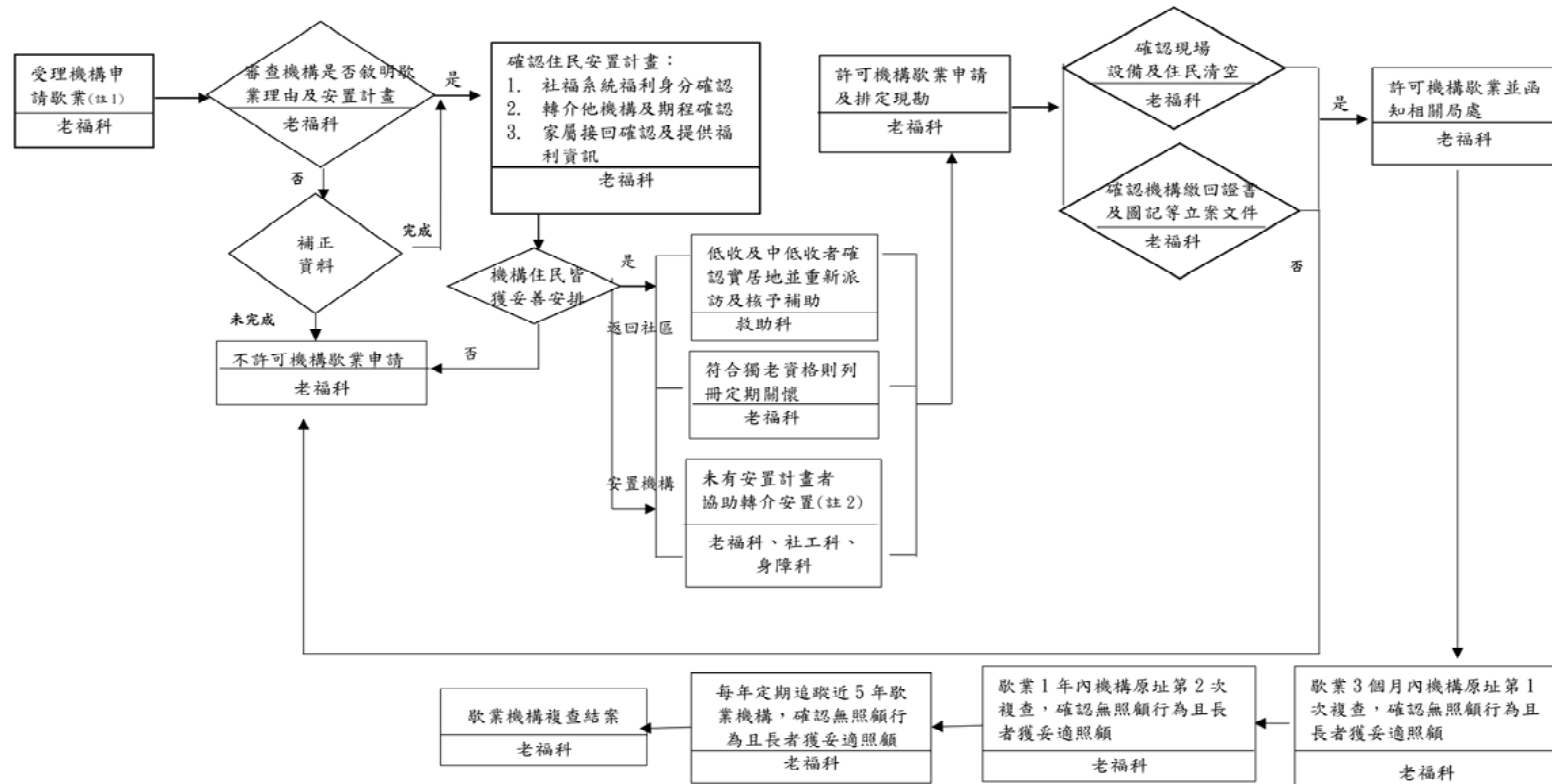 受理機構申
請歇業(註1)
老福科
審查機構是否敘明歇
業理由及安置計畫
老福科
是
否
補正
資料
完成
未完成
不許可機構歇業申請
老福科
確認住民安置計畫：
1. 社福系統福利身分確認
2. 轉介他機構及期程確認
3. 家屬接回確認及提供福
利資訊
老福科
機構住民皆
獲妥善安排
是
否
返回社區
安置機構
低收及中低收者確
認實居地並重新派
訪及核予補助
救助科
符合獨老資格則列
冊定期關懷
老福科
未有安置計畫者
協助轉介安置(註2)
老福科、社工科、
身障科
許可機構歇業申請
及排定現勘
老福科
確認現場
設備及住民清空
老福科
確認機構繳回證書
及圖記等立案文件
老福科
是
否
許可機構歇業並函
知相關局處
老福科
歇業3個月內機構原址第1
次複查，確認無照顧行為且
長者獲妥適照顧
老福科
歇業1年內機構原址第2次
複查，確認無照顧行為且長
者獲妥適照顧
老福科
每年定期追蹤近5年歇
業機構，確認無照顧行
為且長者獲妥適照顧
老福科
歇業機構複查結案
老福科